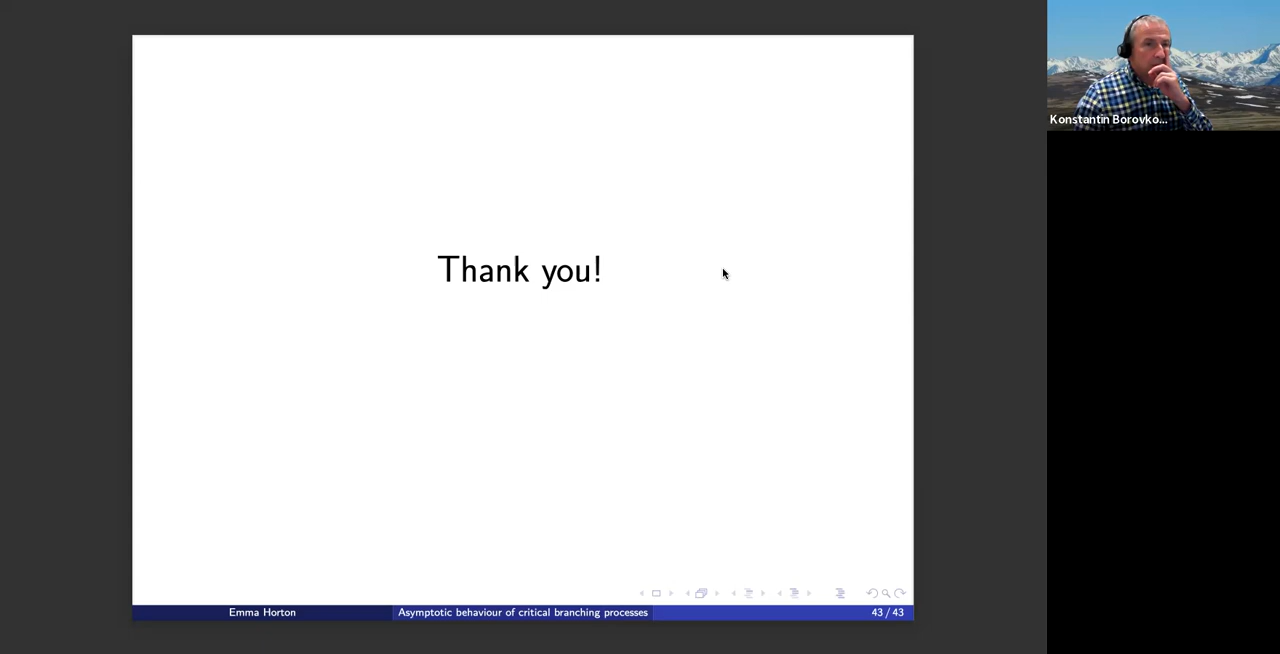 Konstantin Borovko...
Thank you!
Emma Horton
Asymptotic behaviour of critical branching processes
43 / 43